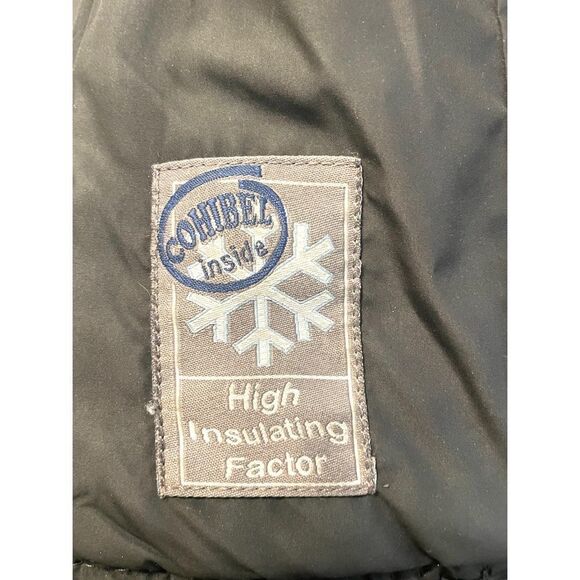 COHIBEL
inside
High
Insulating
Factor